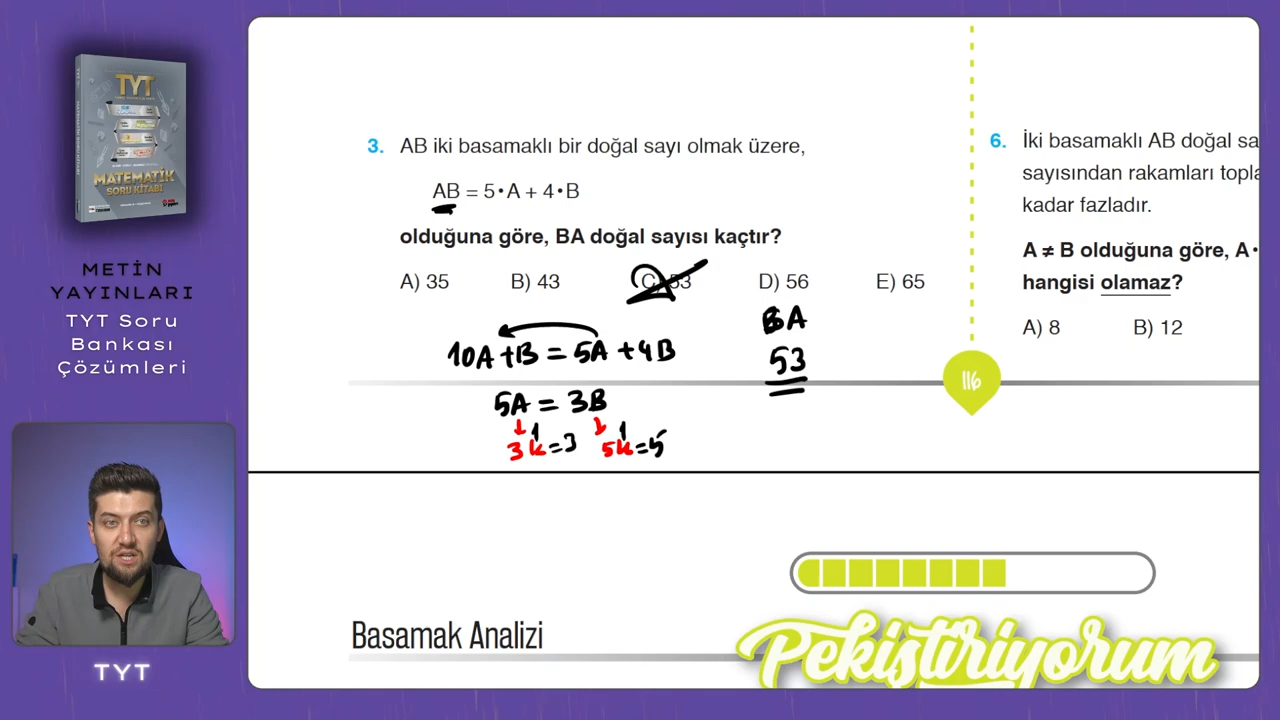 TYT
MATEMATİK
SORU KİTABI
METİN
YAYINLARI
TYT Soru
Bankası
Çözümleri
TYT
3. AB iki basamaklı bir doğal sayı olmak üzere,
AB = 5•A + 4•B
olduğuna göre, BA doğal sayısı kaçtır?
A) 35 B) 43 C) 53 D) 56 E) 65
10A + B = 5A + 4B
5A = 3B
3k=3 5k=5
1 1
BA
53
6. İki basamaklı AB doğal sa
sayısından rakamları topla
kadar fazladır.
A ≠ B olduğuna göre, A•
hangisi olamaz?
A) 8 B) 12
116
Basamak Analizi
Pekiştiriyorum